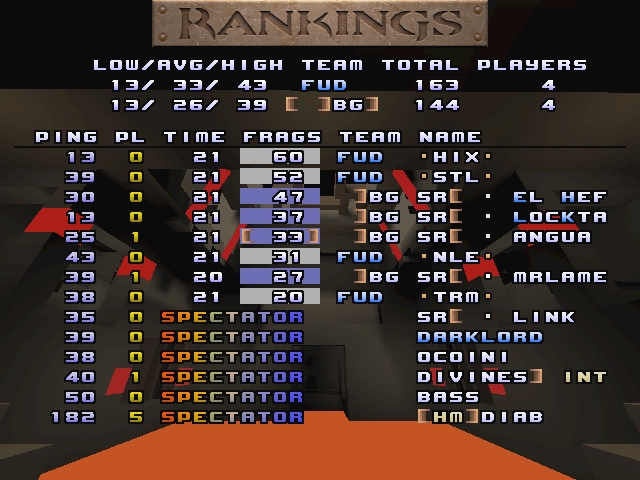 RANKINGS
LOW/AVG/HIGH TEAM TOTAL PLAYERS
13/ 33/ 43 FUD 163 4
13/ 26/ 39 [ ]BG] 144 4
PING PL TIME FRAGS TEAM NAME
13 0 21 60 FUD ·HIX·
39 0 21 52 FUD ·STL·
30 0 21 47 ]BG SR[ · EL HEF
13 0 21 37 ]BG SR[ · LOCKTA
25 1 21 [ 33 ] ]BG SR[ · ANGUA
43 0 21 31 FUD ·NLE·
39 1 20 27 ]BG SR[ · MRLAME
38 0 21 20 FUD ·TRM·
35 0 SPECTATOR SR[ · LINK
39 0 SPECTATOR DARKLORD
38 0 SPECTATOR OCOINI
40 1 SPECTATOR DIVINES] INT
50 0 SPECTATOR BASS
182 5 SPECTATOR [HM]DIAB